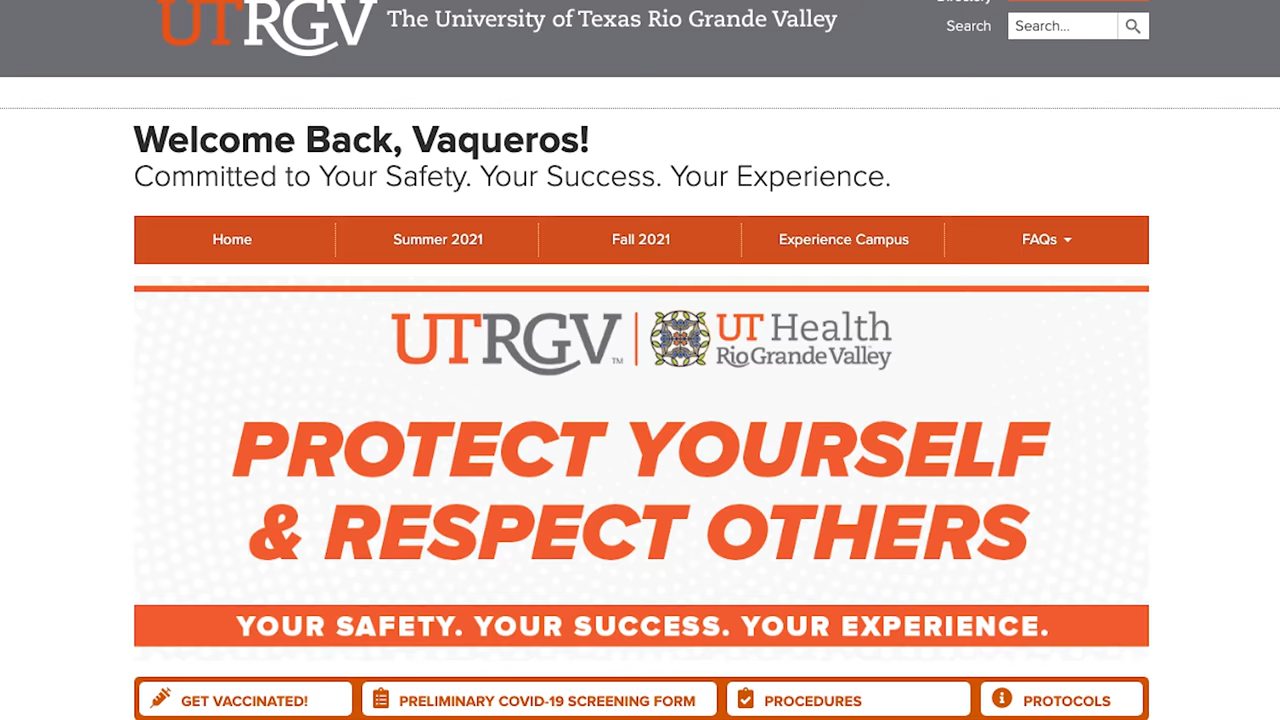 Directory
UTRGV The University of Texas Rio Grande Valley
Search Search...
Welcome Back, Vaqueros!
Committed to Your Safety. Your Success. Your Experience.
Home Summer 2021 Fall 2021 Experience Campus FAQs
UTRGV™ UT Health
Rio Grande Valley
PROTECT YOURSELF
& RESPECT OTHERS
YOUR SAFETY. YOUR SUCCESS. YOUR EXPERIENCE.
GET VACCINATED! PRELIMINARY COVID-19 SCREENING FORM PROCEDURES PROTOCOLS